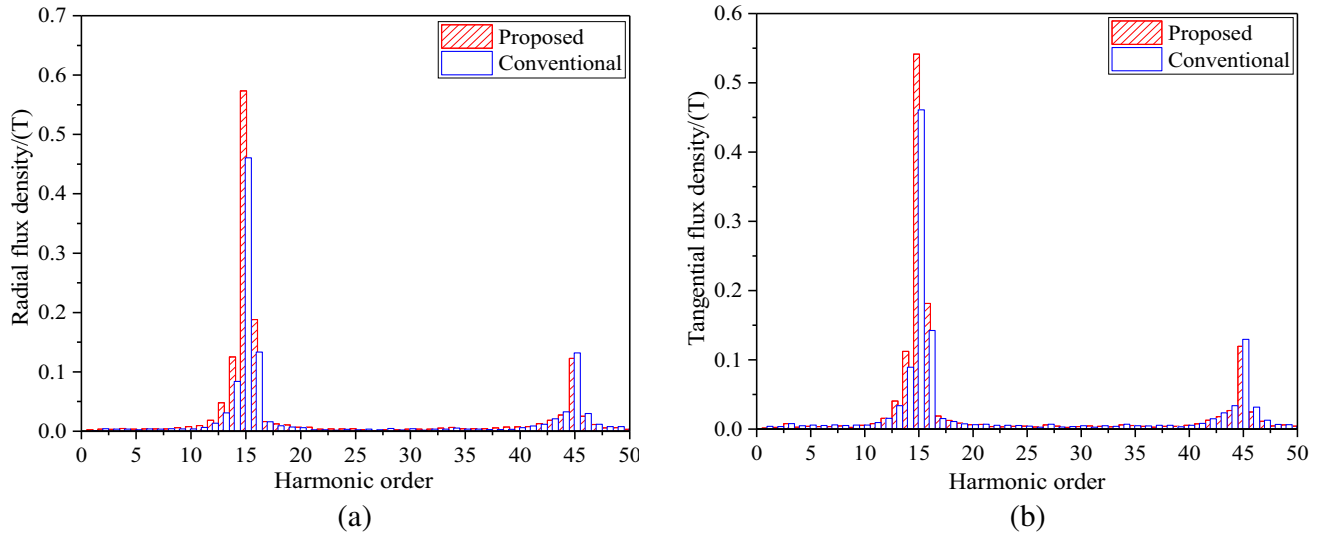 0.7
0.6
0.5
0.4
0.3
0.2
0.1
0.0
Radial flux density/(T)
Proposed
Conventional
0 5 10 15 20 25 30 35 40 45 50
Harmonic order
(a)
0.6
0.5
0.4
0.3
0.2
0.1
0.0
Tangential flux density/(T)
Proposed
Conventional
0 5 10 15 20 25 30 35 40 45 50
Harmonic order
(b)